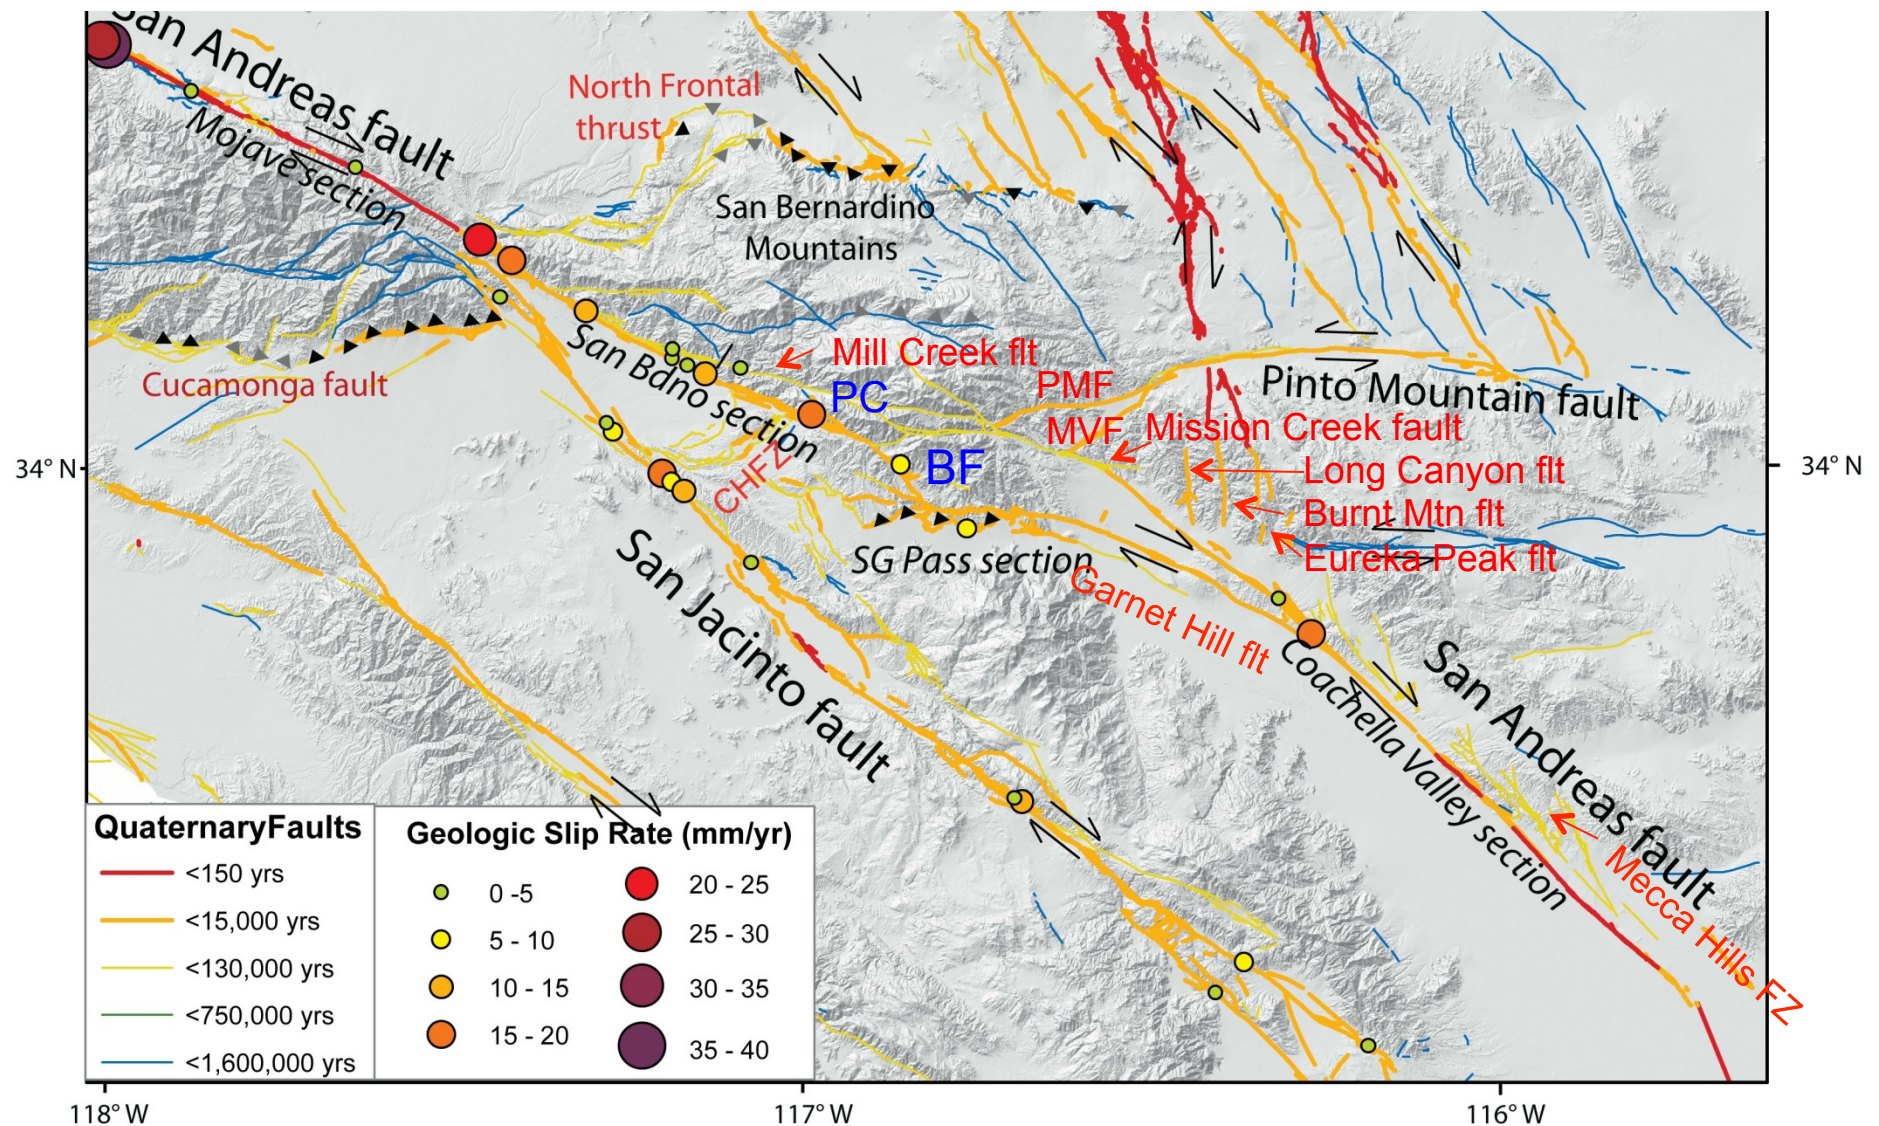 San Andreas fault
Mojave section
North Frontal
thrust
San Bernardino
Mountains
Cucamonga fault
San Bdno section
Mill Creek flt
PC
PMF
Pinto Mountain fault
MVF
Mission Creek fault
34° N
34° N
BF
Long Canyon flt
CHFZ
Burnt Mtn flt
SG Pass section
Eureka Peak flt
Garnet Hill flt
San Jacinto fault
Coachella Valley section
San Andreas fault
Mecca Hills FZ
QuaternaryFaults
<150 yrs
<15,000 yrs
<130,000 yrs
<750,000 yrs
<1,600,000 yrs
Geologic Slip Rate (mm/yr)
0 -5
5 - 10
10 - 15
15 - 20
20 - 25
25 - 30
30 - 35
35 - 40
118° W
117° W
116° W